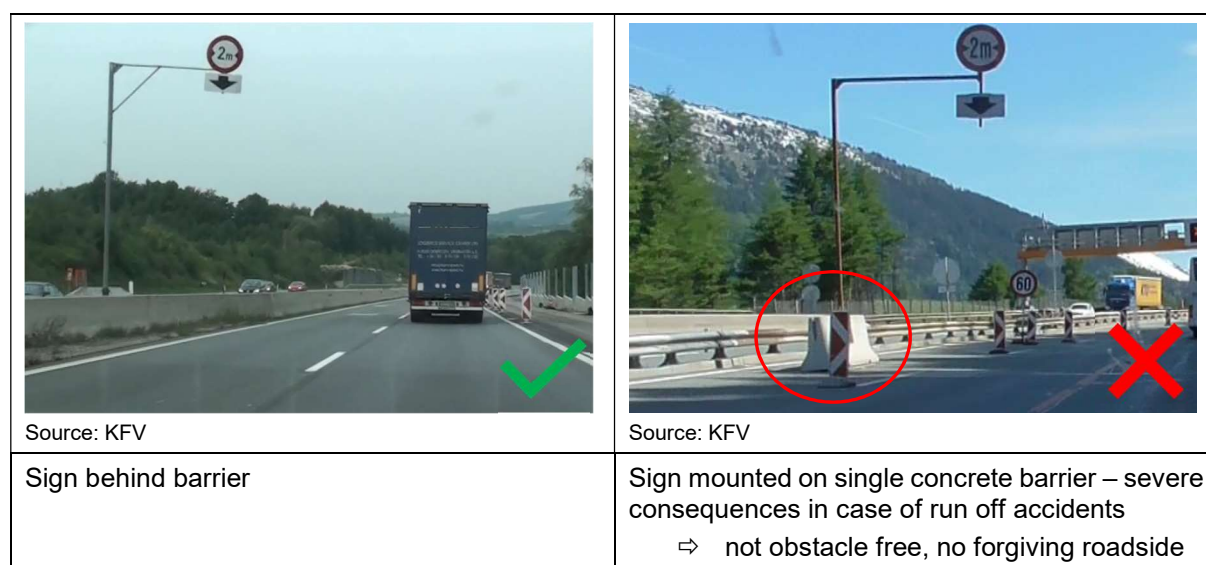 2m
2m
60
Source: KFV
Source: KFV
Sign behind barrier
Sign mounted on single concrete barrier – severe
consequences in case of run off accidents
⇨ not obstacle free, no forgiving roadside